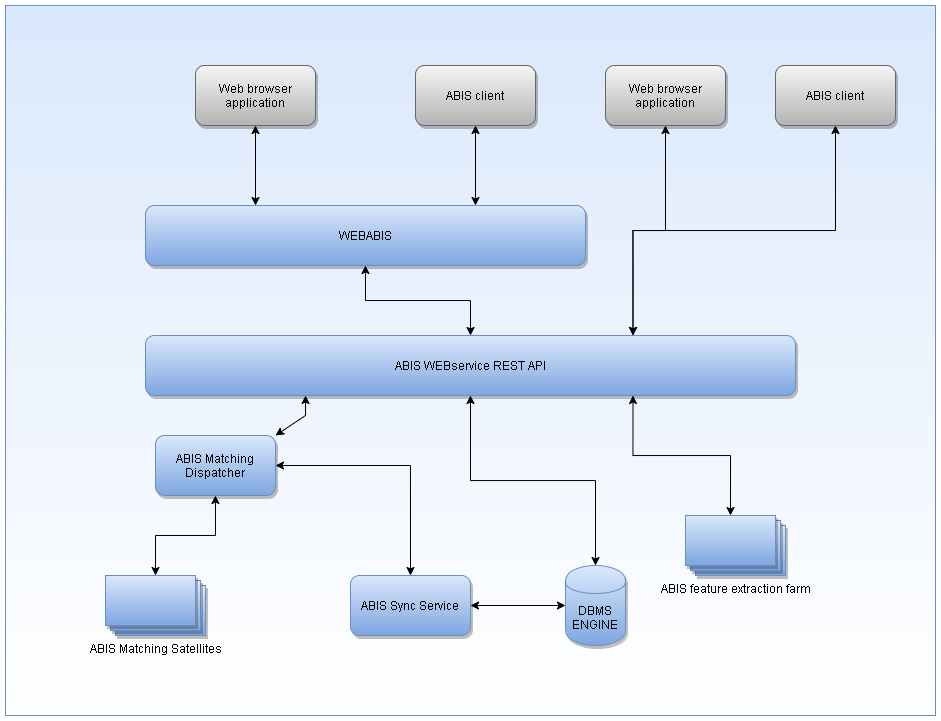 Web browser
application
ABIS client
Web browser
application
ABIS client
WEBABIS
ABIS WEBservice REST API
ABIS Matching
Dispatcher
ABIS feature extraction farm
ABIS Sync Service
DBMS
ENGINE
ABIS Matching Satellites